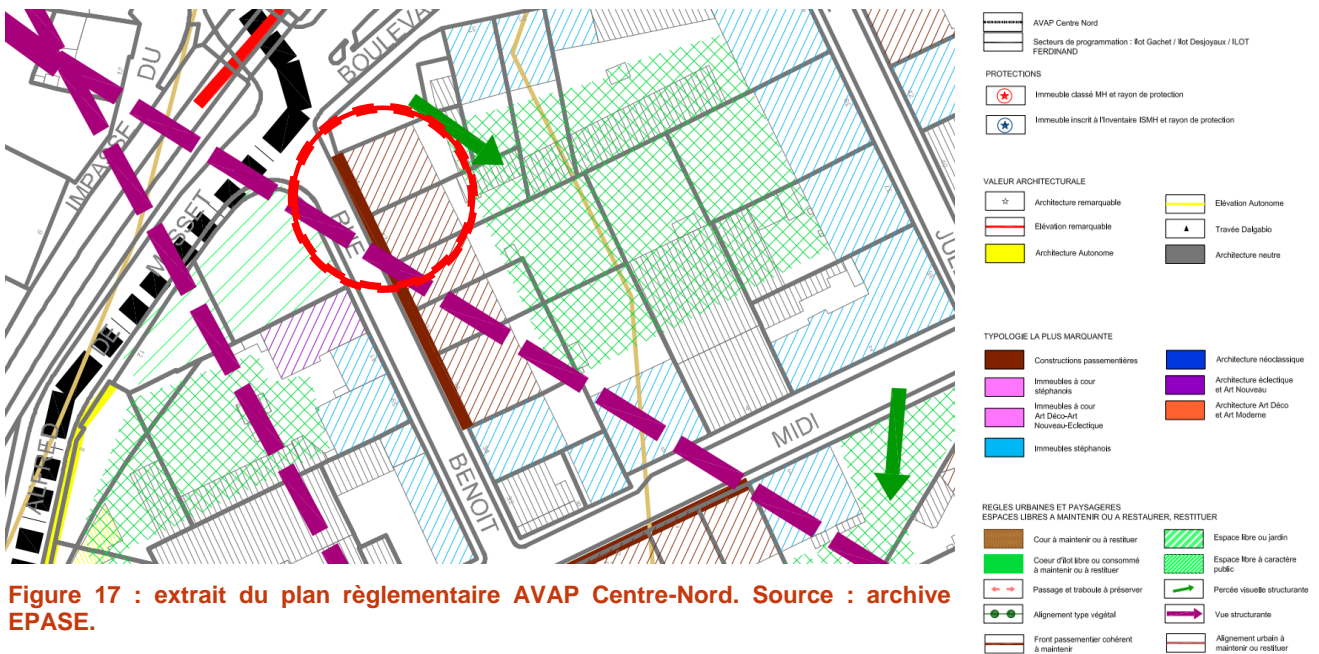 IMPASSE DU
BOULEVA
ALFRED DE MUSSET
RUE
BENOIT
MIDI
JULE
AVAP Centre Nord
Secteurs de programmation : Ilot Gachet / Ilot Desjoyaux / ILOT
FERDINAND
PROTECTIONS
Immeuble classé MH et rayon de protection
Immeuble inscrit à l'Inventaire ISMH et rayon de protection
VALEUR ARCHITECTURALE
Architecture remarquable
Elévation remarquable
Architecture Autonome
Elévation Autonome
Travée Dalgabio
Architecture neutre
TYPOLOGIE LA PLUS MARQUANTE
Constructions passementières
Immeubles à cour
stéphanois
Immeubles à cour
Art Déco-Art
Nouveau-Eclectique
Immeubles stéphanois
Architecture néoclassique
Architecture éclectique
et Art Nouveau
Architecture Art Déco
et Art Moderne
REGLES URBAINES ET PAYSAGERES
ESPACES LIBRES A MAINTENIR OU A RESTAURER, RESTITUER
Cour à maintenir ou à restituer
Coeur d'îlot libre ou consommé
à maintenir ou à restituer
Passage et traboule à préserver
Alignement type végétal
Front passementier cohérent
à maintenir
Espace libre ou jardin
Espace libre à caractère
public
Percée visuelle structurante
Vue structurante
Alignement urbain à
maintenir ou restituer
Figure 17 : extrait du plan règlementaire AVAP Centre-Nord. Source : archive
EPASE.